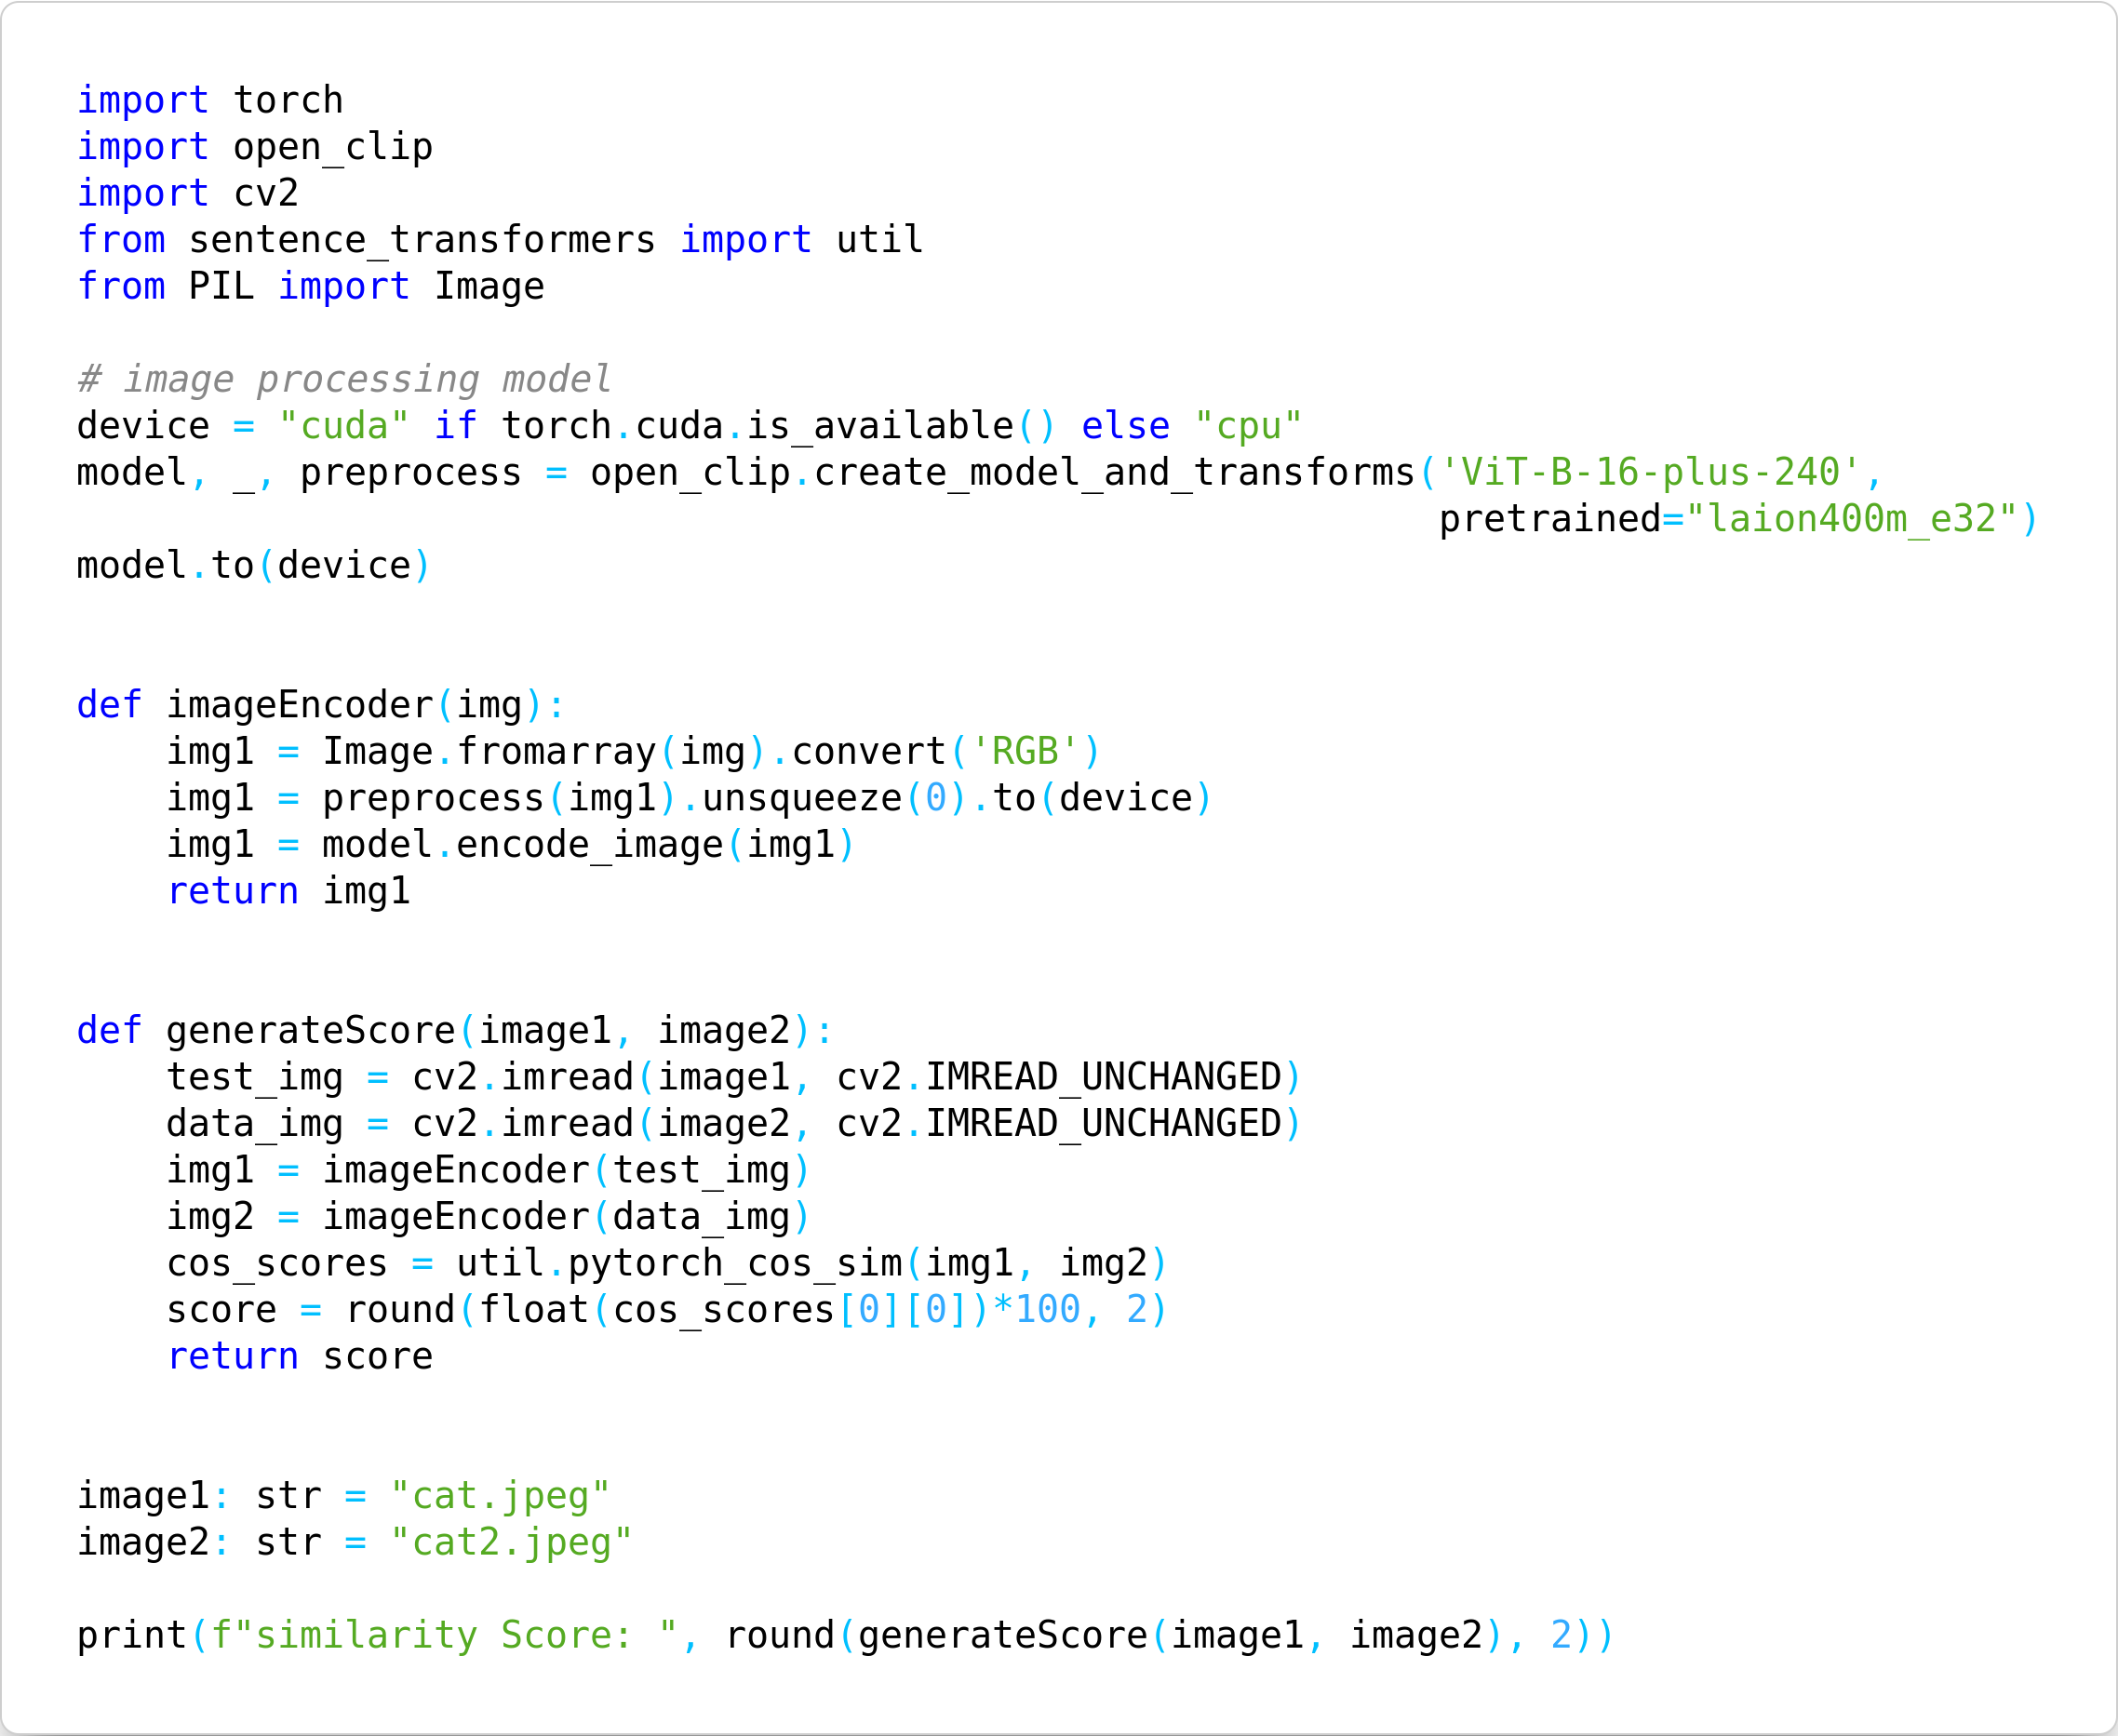 import torch
import open_clip
import cv2
from sentence_transformers import util
from PIL import Image
# image processing model
device = "cuda" if torch.cuda.is_available() else "cpu"
model, _, preprocess = open_clip.create_model_and_transforms('ViT-B-16-plus-240',
pretrained="laion400m_e32")
model.to(device)
def imageEncoder(img):
    img1 = Image.fromarray(img).convert('RGB')
    img1 = preprocess(img1).unsqueeze(0).to(device)
    img1 = model.encode_image(img1)
    return img1
def generateScore(image1, image2):
    test_img = cv2.imread(image1, cv2.IMREAD_UNCHANGED)
    data_img = cv2.imread(image2, cv2.IMREAD_UNCHANGED)
    img1 = imageEncoder(test_img)
    img2 = imageEncoder(data_img)
    cos_scores = util.pytorch_cos_sim(img1, img2)
    score = round(float(cos_scores[0][0])*100, 2)
    return score
image1: str = "cat.jpeg"
image2: str = "cat2.jpeg"
print(f"similarity Score: ", round(generateScore(image1, image2), 2))